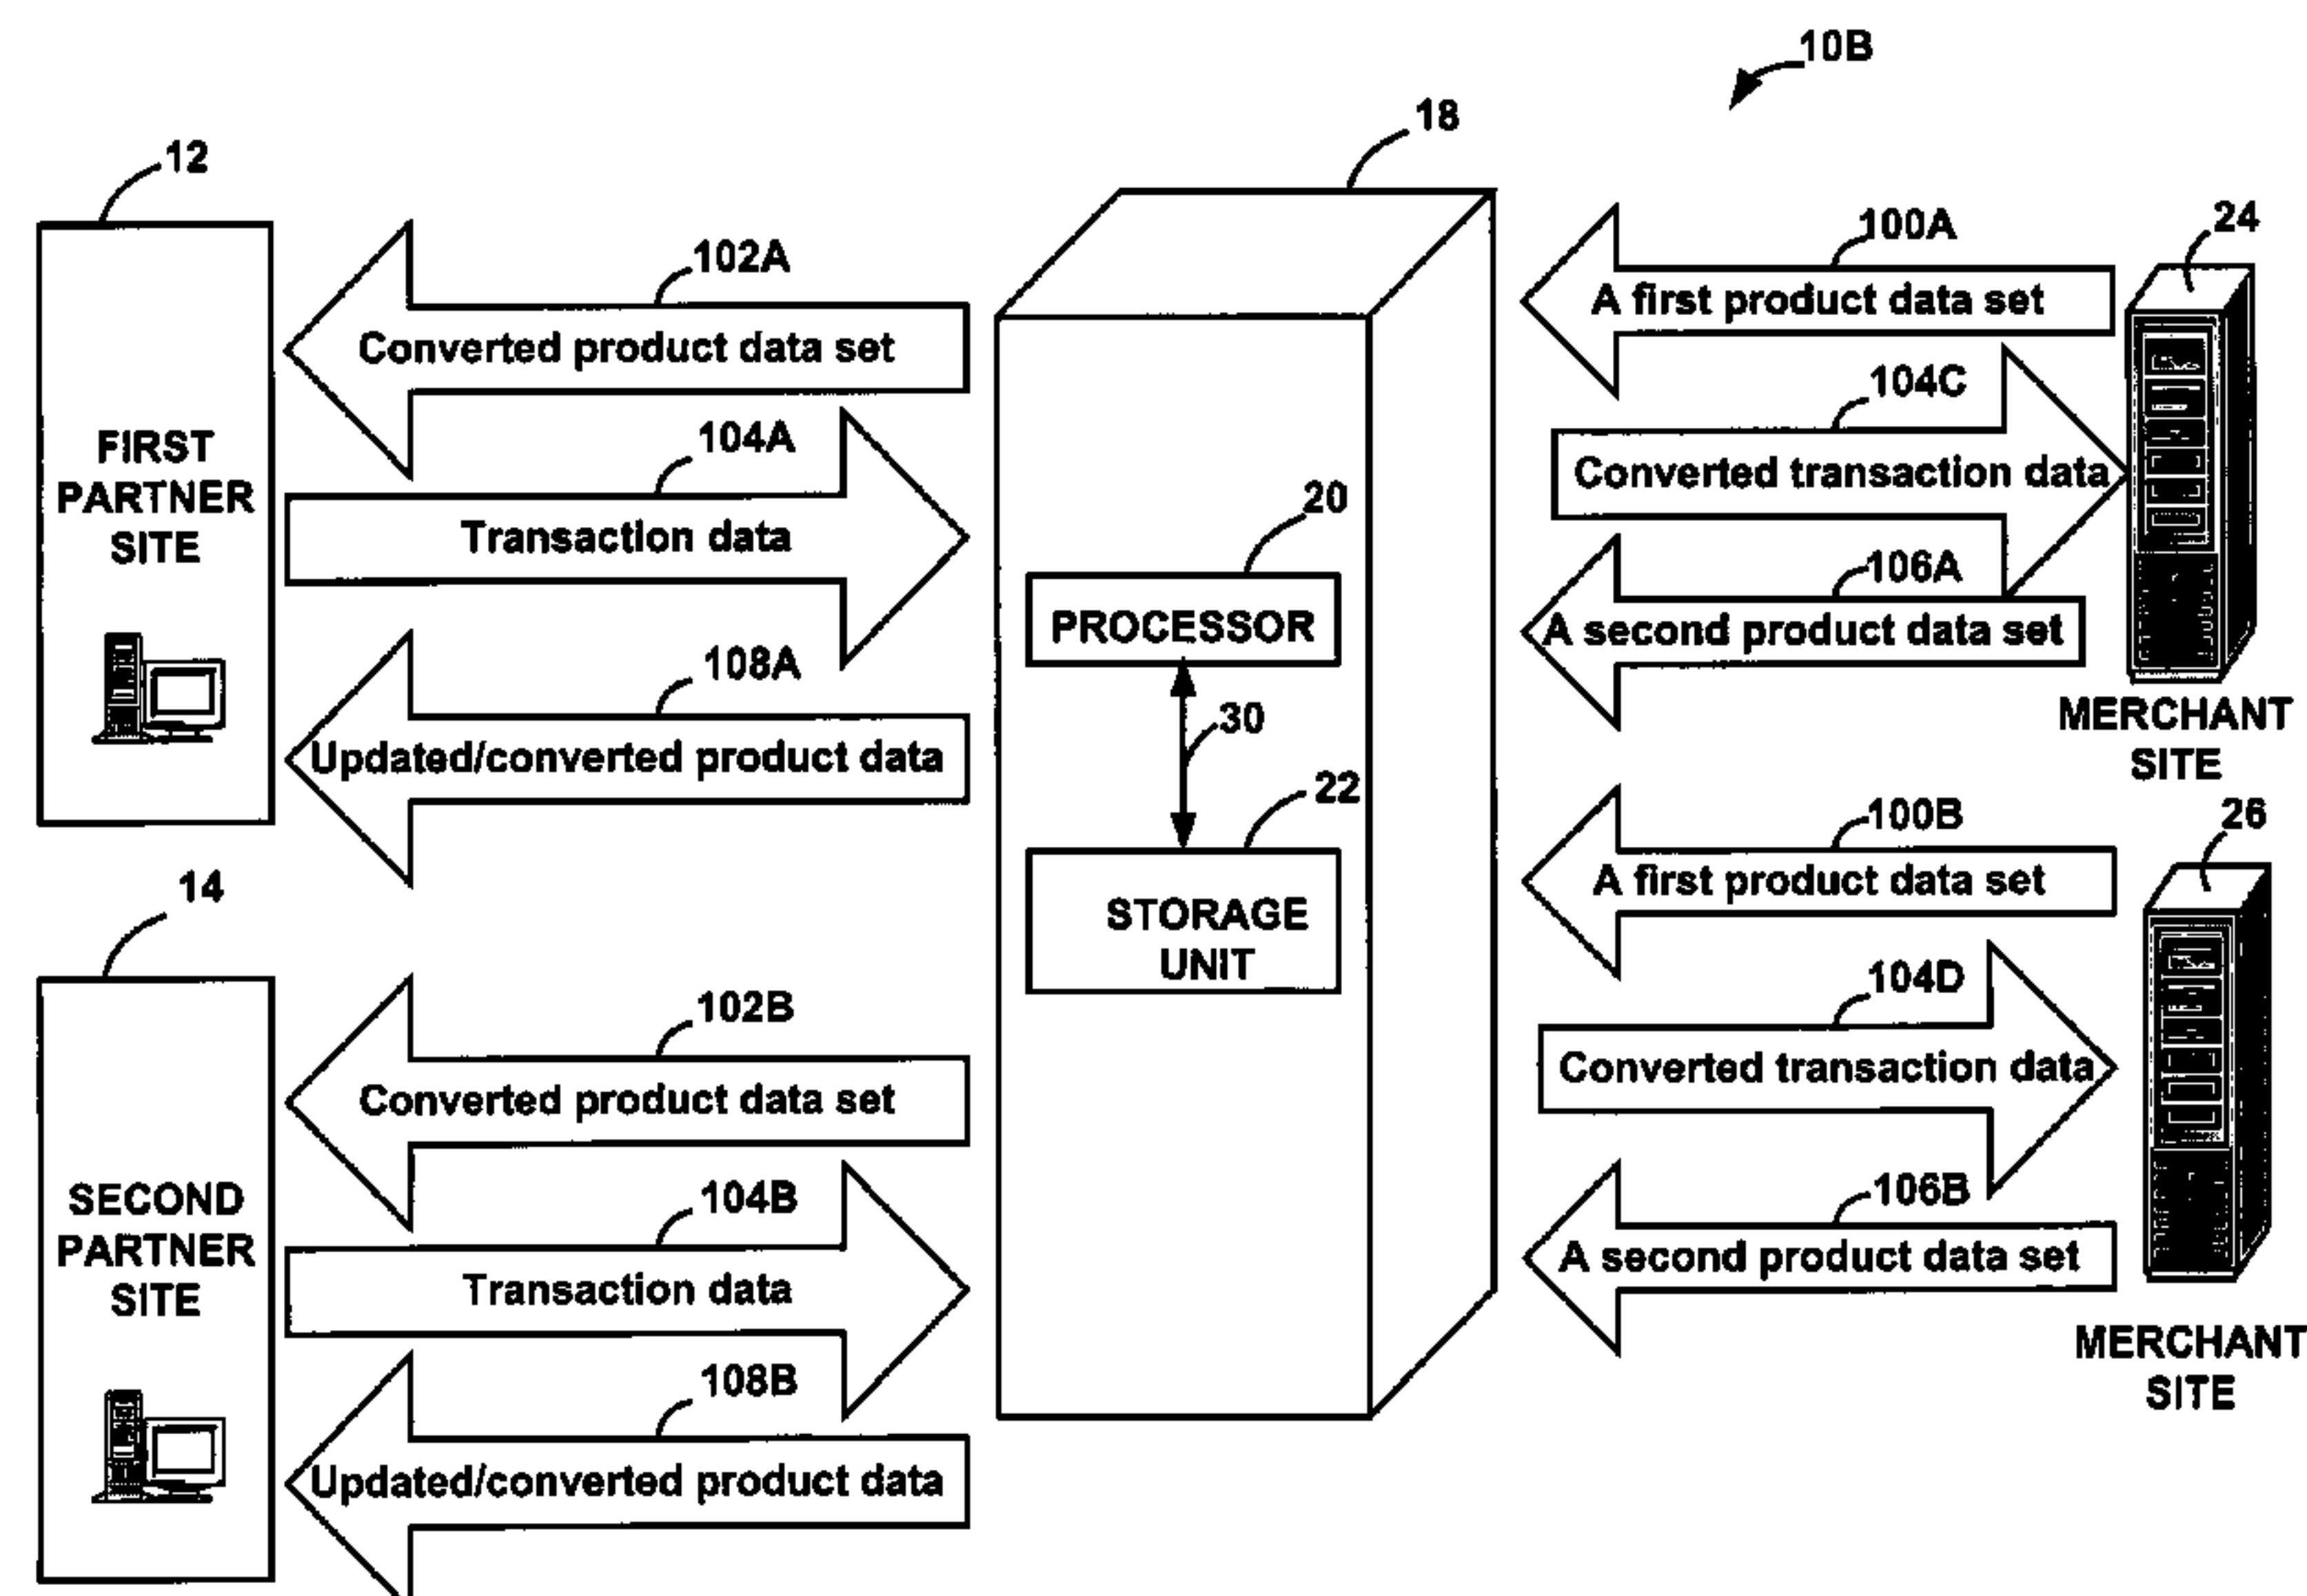 10B
18
12
102A
Converted product data set
104A
Transaction data
108A
Updated/converted product data
FIRST
PARTNER
SITE
14
102B
Converted product data set
104B
Transaction data
108B
Updated/converted product data
SECOND
PARTNER
SITE
20
PROCESSOR
30
22
STORAGE
UNIT
100A
A first product data set
24
104C
Converted transaction data
106A
A second product data set
MERCHANT
SITE
100B
A first product data set
26
104D
Converted transaction data
106B
A second product data set
MERCHANT
SITE